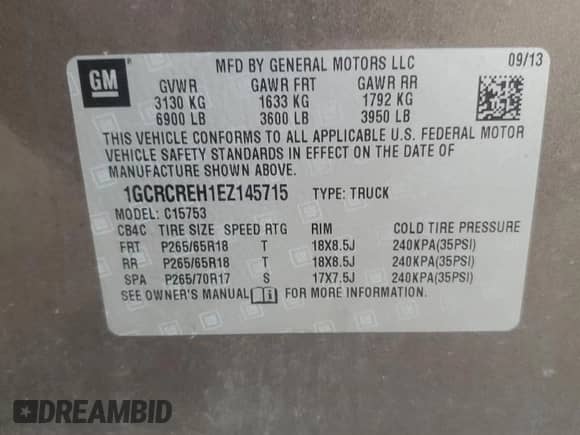 GM
MFD BY GENERAL MOTORS LLC 09/13
GVWR GAWR FRT GAWR RR
3130 KG 1633 KG 1792 KG
6900 LB 3600 LB 3950 LB
THIS VEHICLE CONFORMS TO ALL APPLICABLE U.S. FEDERAL MOTOR
VEHICLE SAFETY STANDARDS IN EFFECT ON THE DATE OF
MANUFACTURE SHOWN ABOVE.
1GCRCREH1EZ145715 TYPE: TRUCK
MODEL: C15753
CB4C TIRE SIZE SPEED RTG RIM COLD TIRE PRESSURE
FRT P265/65R18 T 18X8.5J 240KPA(35PSI)
RR P265/65R18 T 18X8.5J 240KPA(35PSI)
SPA P265/70R17 S 17X7.5J 240KPA(35PSI)
SEE OWNER'S MANUAL FOR MORE INFORMATION.
DREAMBID